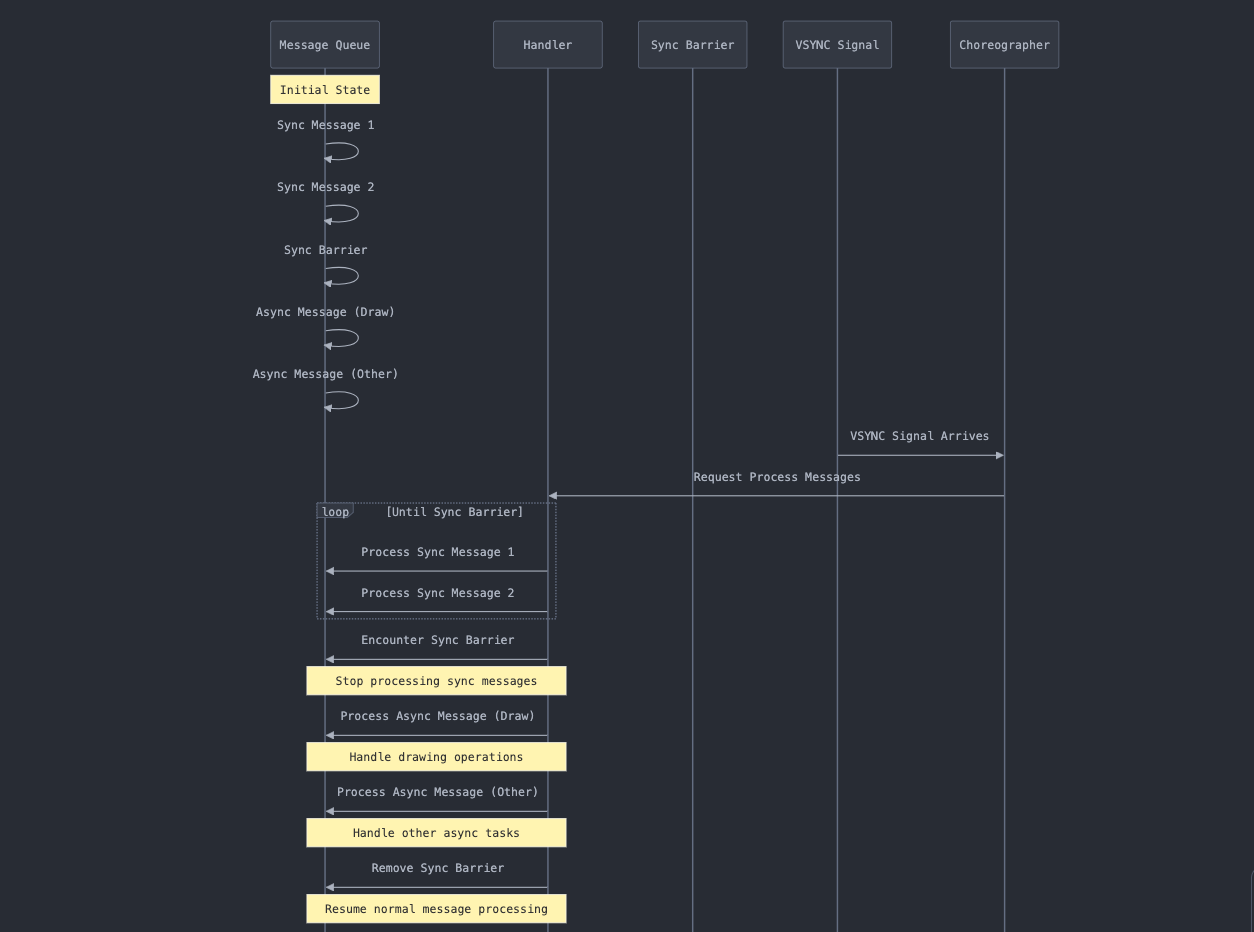 Message Queue
Handler
Sync Barrier
VSYNC Signal
Choreographer
Initial State
Sync Message 1
Sync Message 2
Sync Barrier
Async Message (Draw)
Async Message (Other)
VSYNC Signal Arrives
Request Process Messages
loop [Until Sync Barrier]
Process Sync Message 1
Process Sync Message 2
Encounter Sync Barrier
Stop processing sync messages
Process Async Message (Draw)
Handle drawing operations
Process Async Message (Other)
Handle other async tasks
Remove Sync Barrier
Resume normal message processing